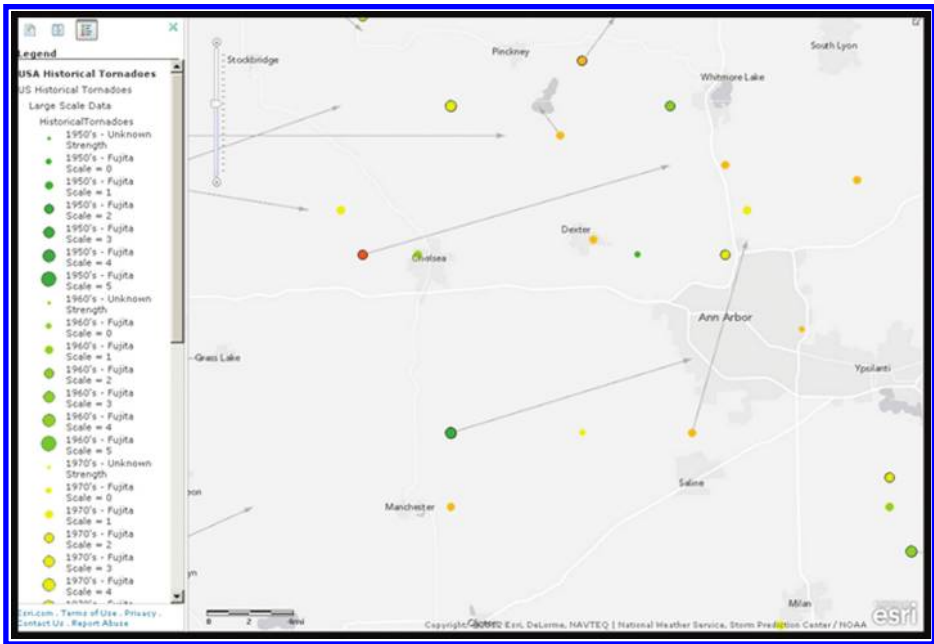 Legend
USA Historical Tornadoes
US Historical Tornadoes
Large Scale Data
HistoricalTornadoes
1950's - Unknown
Strength
1950's - Fujita
Scale = 0
1950's - Fujita
Scale = 1
1950's - Fujita
Scale = 2
1950's - Fujita
Scale = 3
1950's - Fujita
Scale = 4
1950's - Fujita
Scale = 5
1960's - Unknown
Strength
1960's - Fujita
Scale = 0
1960's - Fujita
Scale = 1
1960's - Fujita
Scale = 2
1960's - Fujita
Scale = 3
1960's - Fujita
Scale = 4
1960's - Fujita
Scale = 5
1970's - Unknown
Strength
1970's - Fujita
Scale = 0
1970's - Fujita
Scale = 1
1970's - Fujita
Scale = 2
1970's - Fujita
Scale = 3
1970's - Fujita
Scale = 4
Esri.com . Terms of Use . Privacy .
Contact Us . Report Abuse
South Lyon
Pinckney
Stockbridge
Whitmore Lake
Dexter
Chelsea
Ann Arbor
Grass Lake
Ypsilanti
Saline
Manchester
Milan
0 2 4mi
Copyright: ©2012 Esri, DeLorme, NAVTEQ | National Weather Service, Storm Prediction Center / NOAA
esri